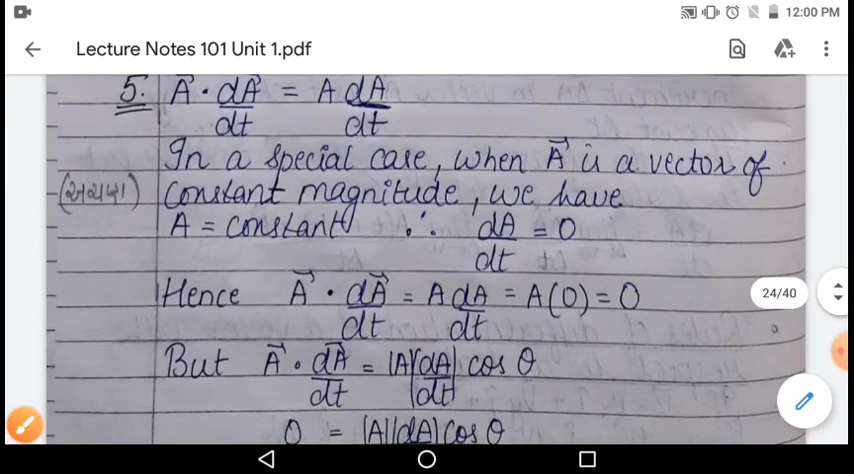 12:00 PM
Lecture Notes 101 Unit 1.pdf
5. A⃗ · dA⃗/dt = A dA/dt
In a special case, when A⃗ is a vector of
(અથવા) constant magnitude, we have
A = constant ∴ dA/dt = 0
Hence A⃗ · dA⃗/dt = A dA/dt = A(0) = 0
24/40
But A⃗ · dA⃗/dt = |A||dA/dt| cos θ
0 = |A||dA| cos θ